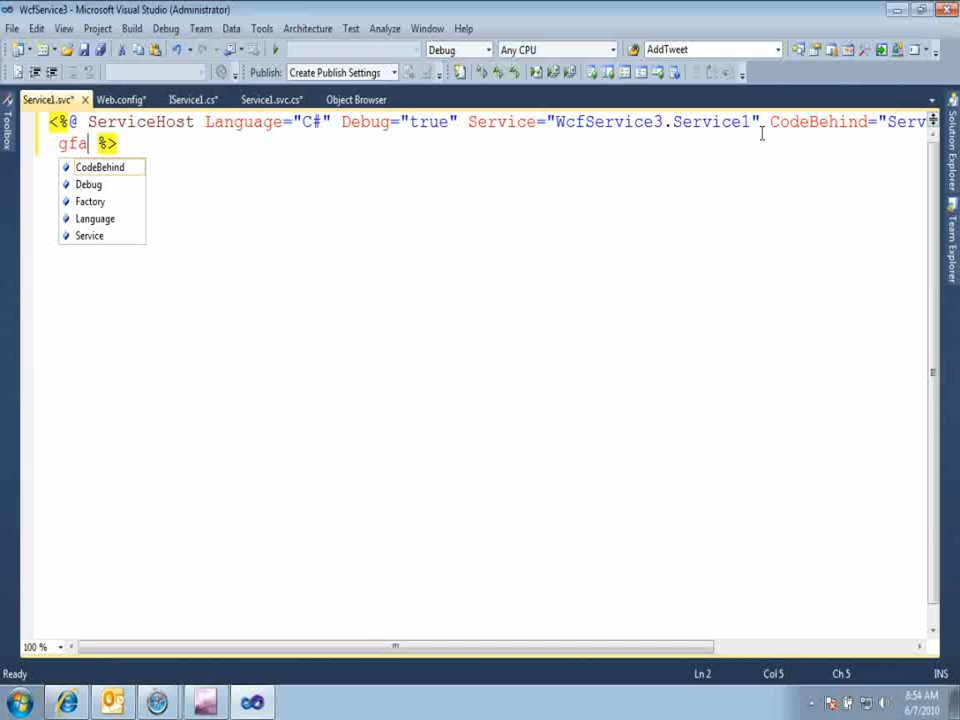 WcfService3 - Microsoft Visual Studio (Administrator)
File Edit View Project Build Debug Team Data Tools Architecture Test Analyze Window Help
Debug Any CPU AddTweet
Publish: Create Publish Settings
Service1.svc* X Web.config* IService1.cs* Service1.svc.cs* Object Browser
<%@ ServiceHost Language="C#" Debug="true" Service="WcfService3.Service1" CodeBehind="Serv
gfa %>
CodeBehind
Debug
Factory
Language
Service
Toolbox
Solution Explorer
Team Explorer
100 %
Ready Ln 2 Col 5 Ch 5 INS
8:54 AM
6/7/2010